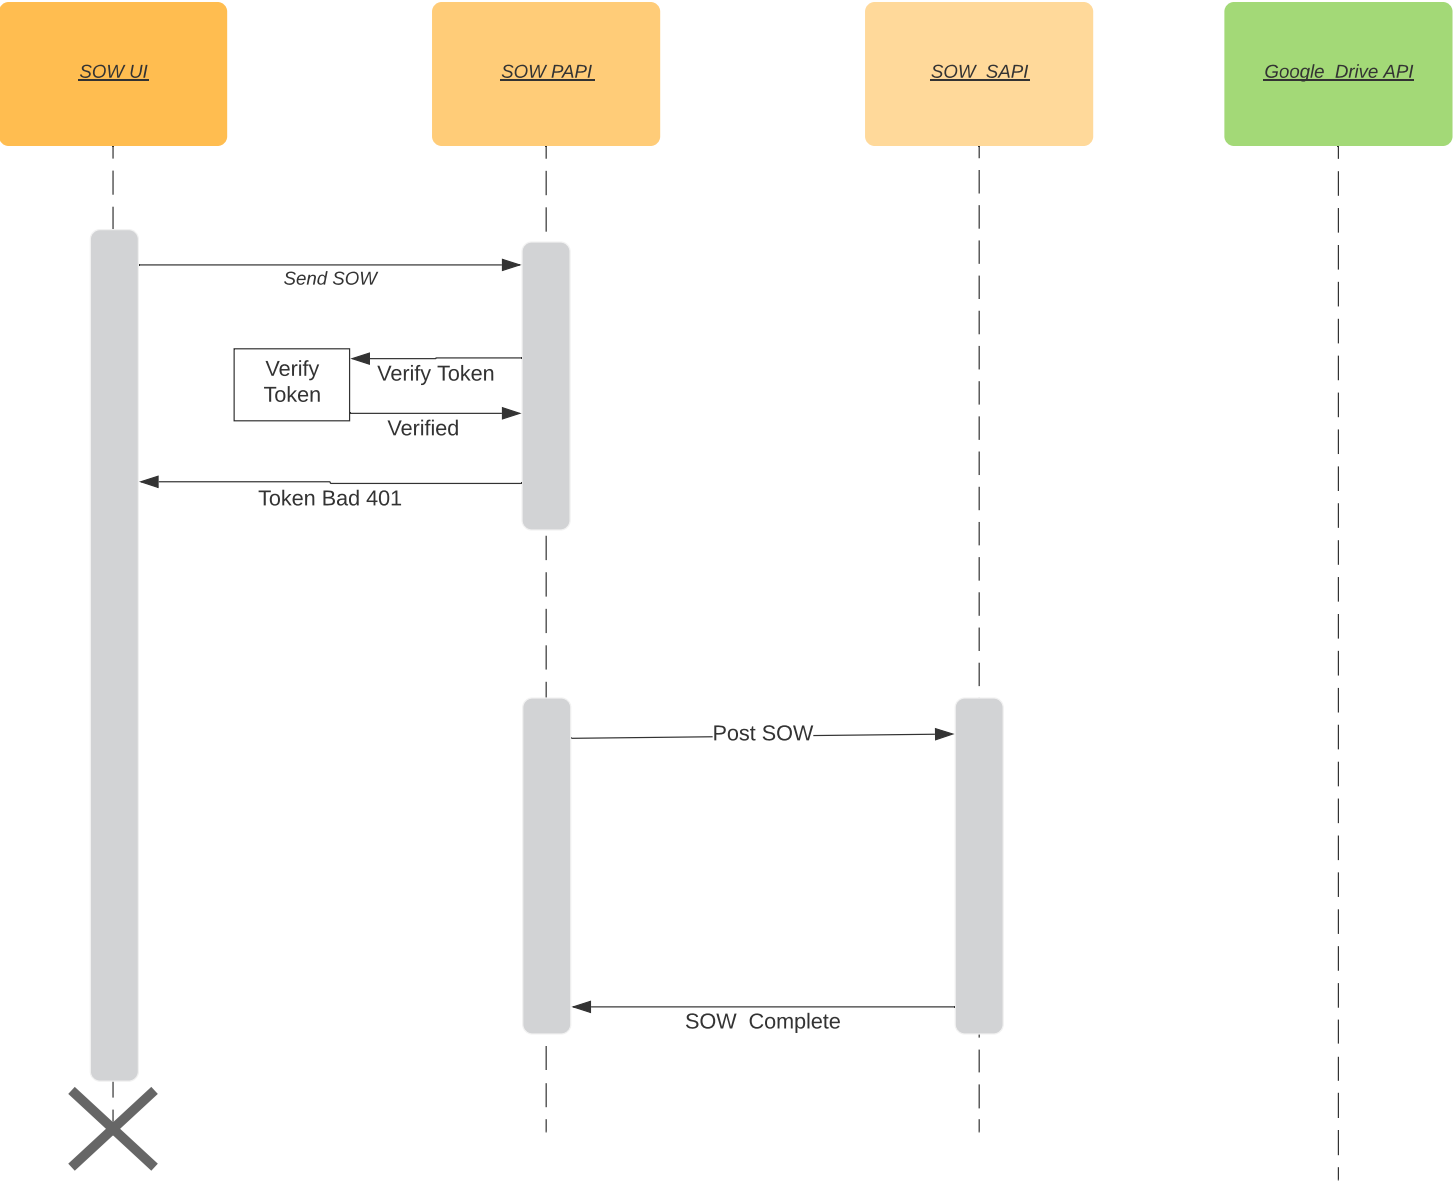 SOW UI
SOW PAPI
SOW  SAPI
Google  Drive API
Send SOW
Verify
Token
Verify Token
Verified
Token Bad 401
Post SOW
SOW  Complete